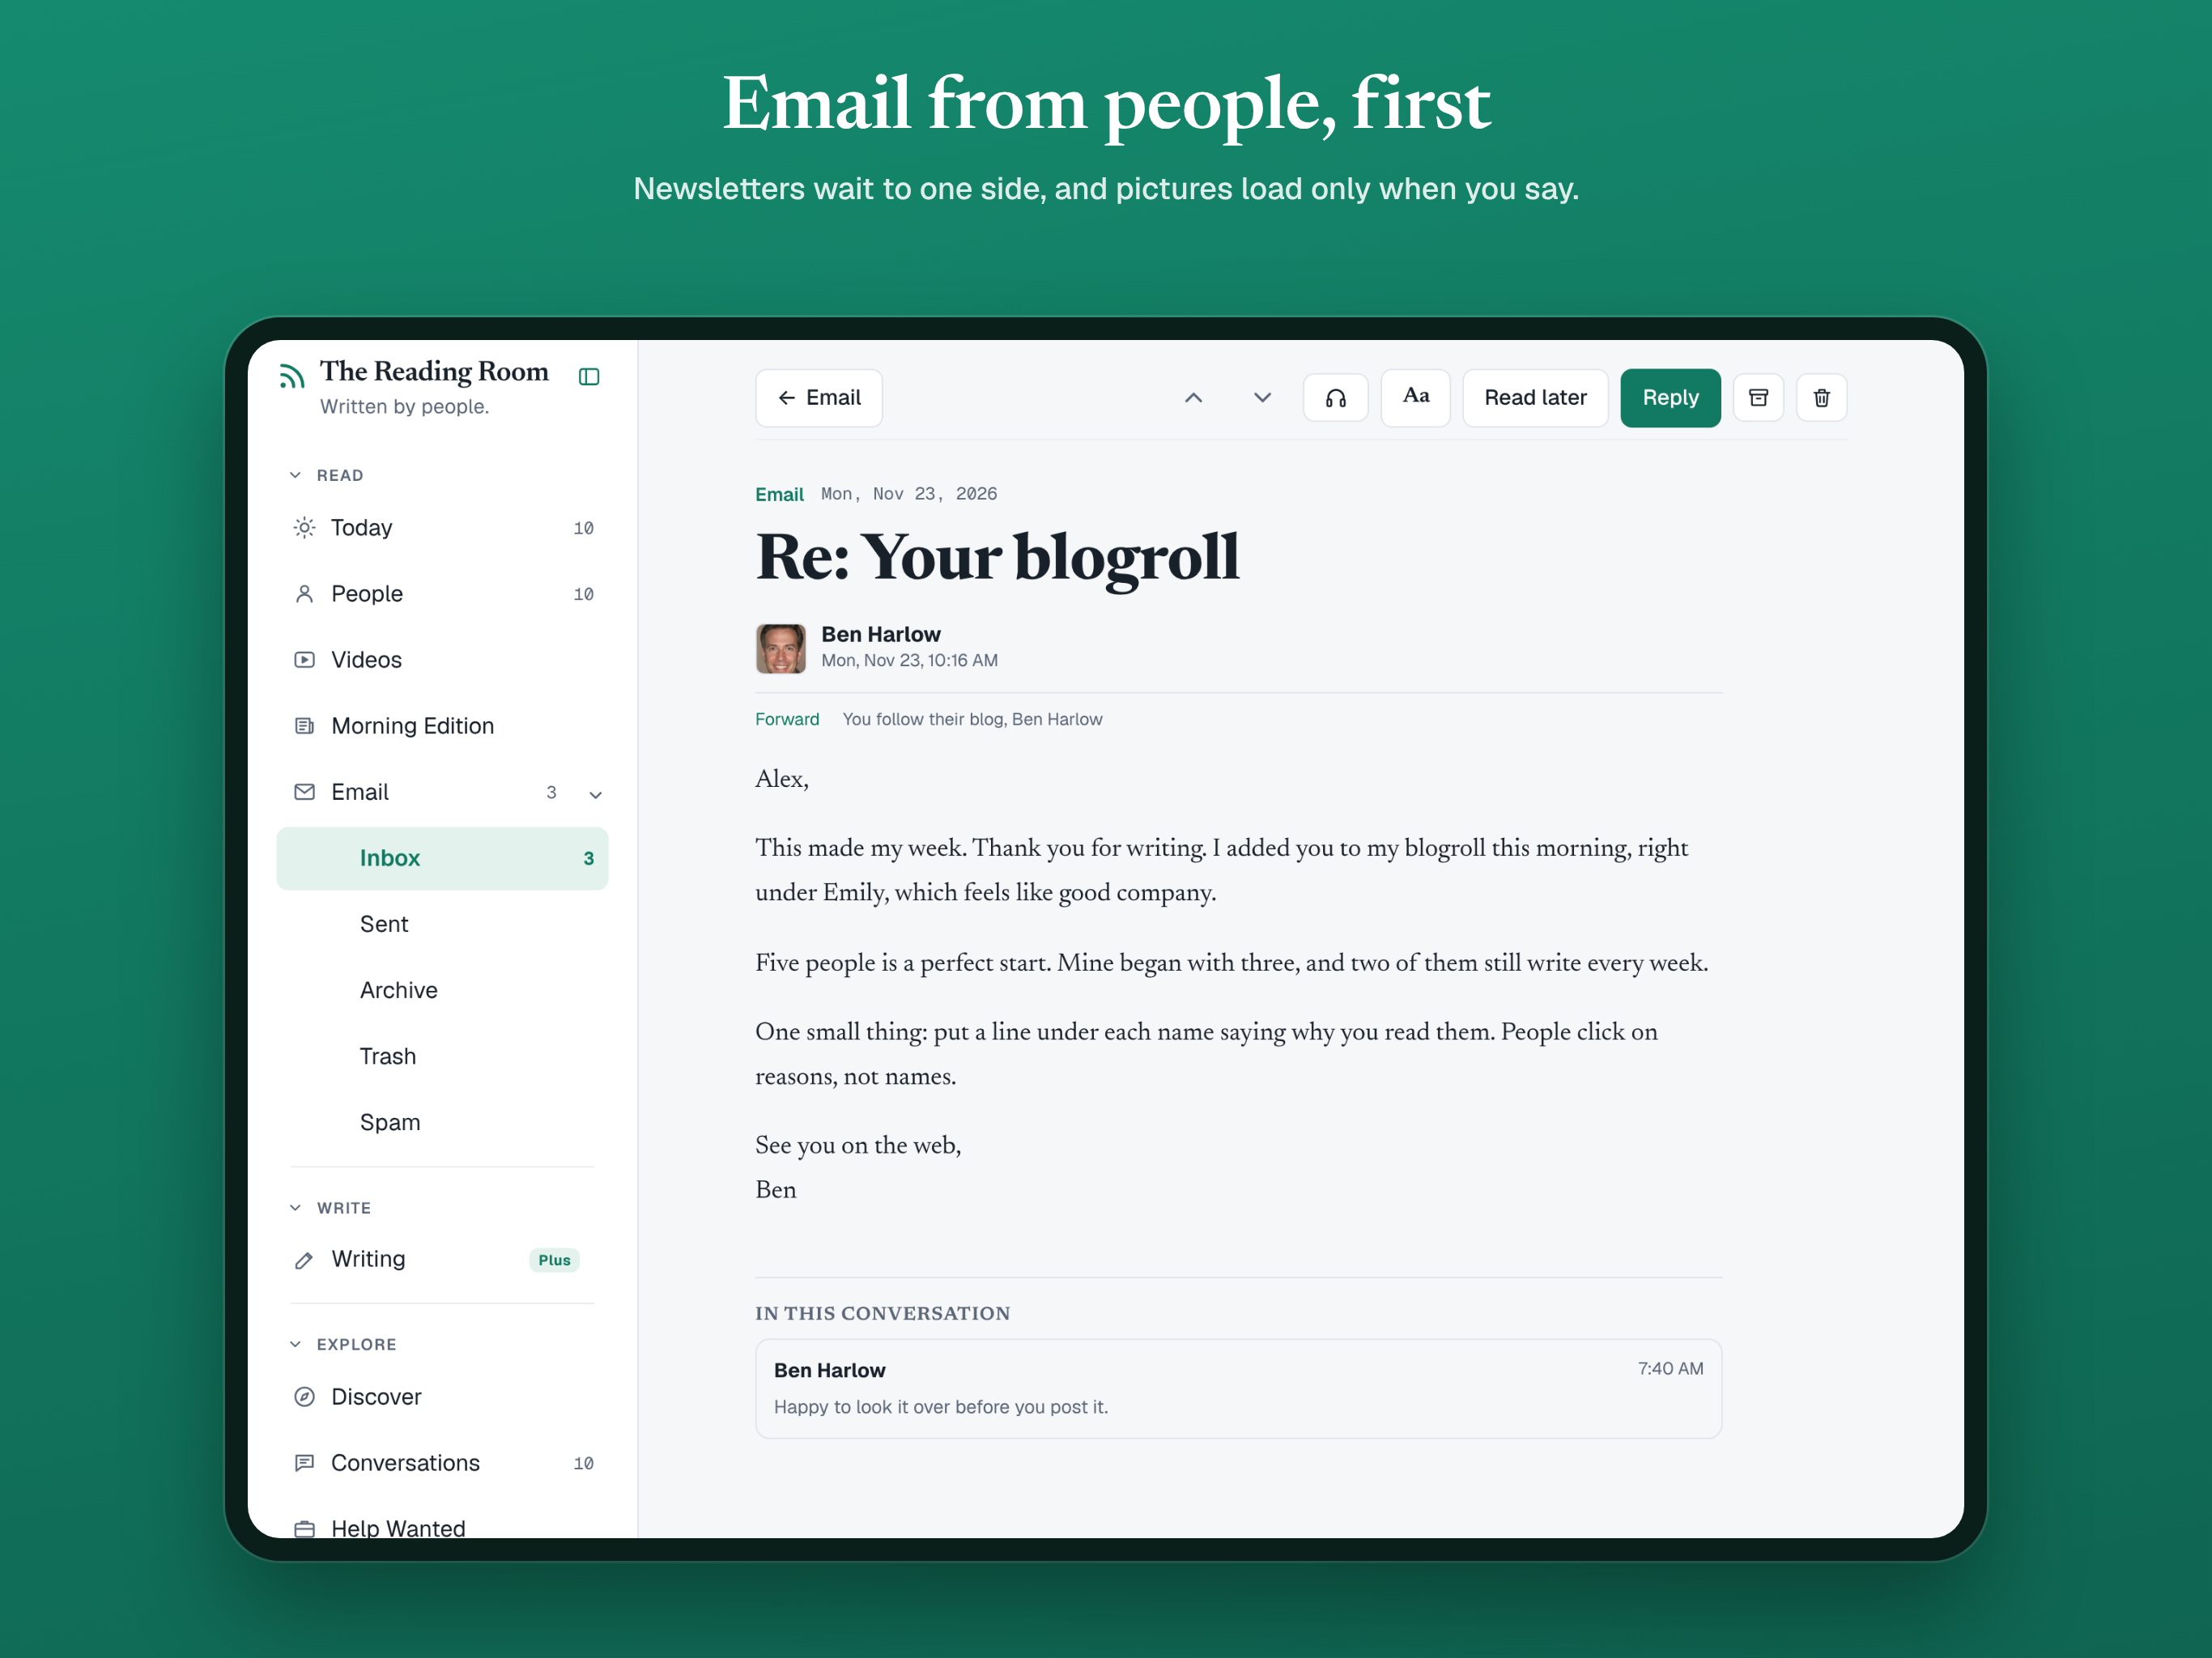 Email from people, first
Newsletters wait to one side, and pictures load only when you say.
The Reading Room
Written by people.
READ
Today 10
People 10
Videos
Morning Edition
Email 3
Inbox 3
Sent
Archive
Trash
Spam
WRITE
Writing Plus
EXPLORE
Discover
Conversations 10
Help Wanted
← Email
Aa
Read later
Reply
Email Mon, Nov 23, 2026
Re: Your blogroll
Ben Harlow
Mon, Nov 23, 10:16 AM
Forward You follow their blog, Ben Harlow
Alex,
This made my week. Thank you for writing. I added you to my blogroll this morning, right
under Emily, which feels like good company.
Five people is a perfect start. Mine began with three, and two of them still write every week.
One small thing: put a line under each name saying why you read them. People click on
reasons, not names.
See you on the web,
Ben
IN THIS CONVERSATION
Ben Harlow 7:40 AM
Happy to look it over before you post it.